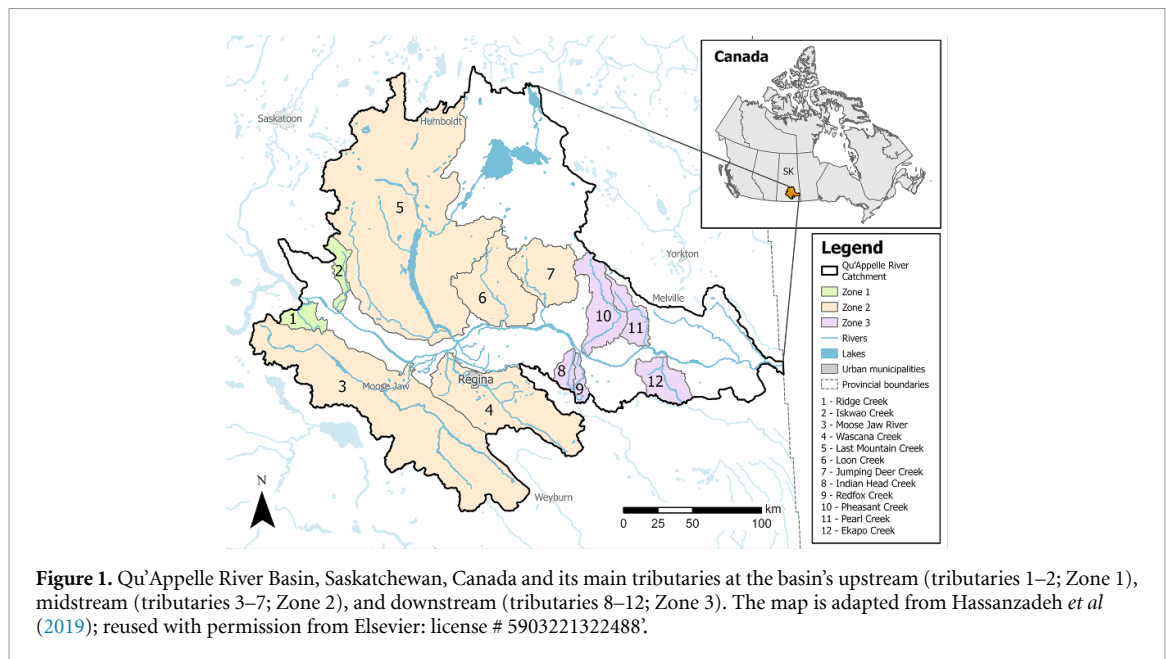 Canada
SK
Saskatoon
Humboldt
5
2
1
6
7
Yorkton
Melville
10
11
8
9
12
3
Moose Jaw
Regina
4
Weyburn
N
km
0 25 50 100
Legend
Qu'Appelle River
Catchment
Zone 1
Zone 2
Zone 3
Rivers
Lakes
Urban municipalities
Provincial boundaries
1 - Ridge Creek
2 - Iskwao Creek
3 - Moose Jaw River
4 - Wascana Creek
5 - Last Mountain Creek
6 - Loon Creek
7 - Jumping Deer Creek
8 - Indian Head Creek
9 - Redfox Creek
10 - Pheasant Creek
11 - Pearl Creek
12 - Ekapo Creek
Figure 1. Qu'Appelle River Basin, Saskatchewan, Canada and its main tributaries at the basin's upstream (tributaries 1–2; Zone 1),
midstream (tributaries 3–7; Zone 2), and downstream (tributaries 8–12; Zone 3). The map is adapted from Hassanzadeh et al
(2019); reused with permission from Elsevier: license # 5903221322488'.